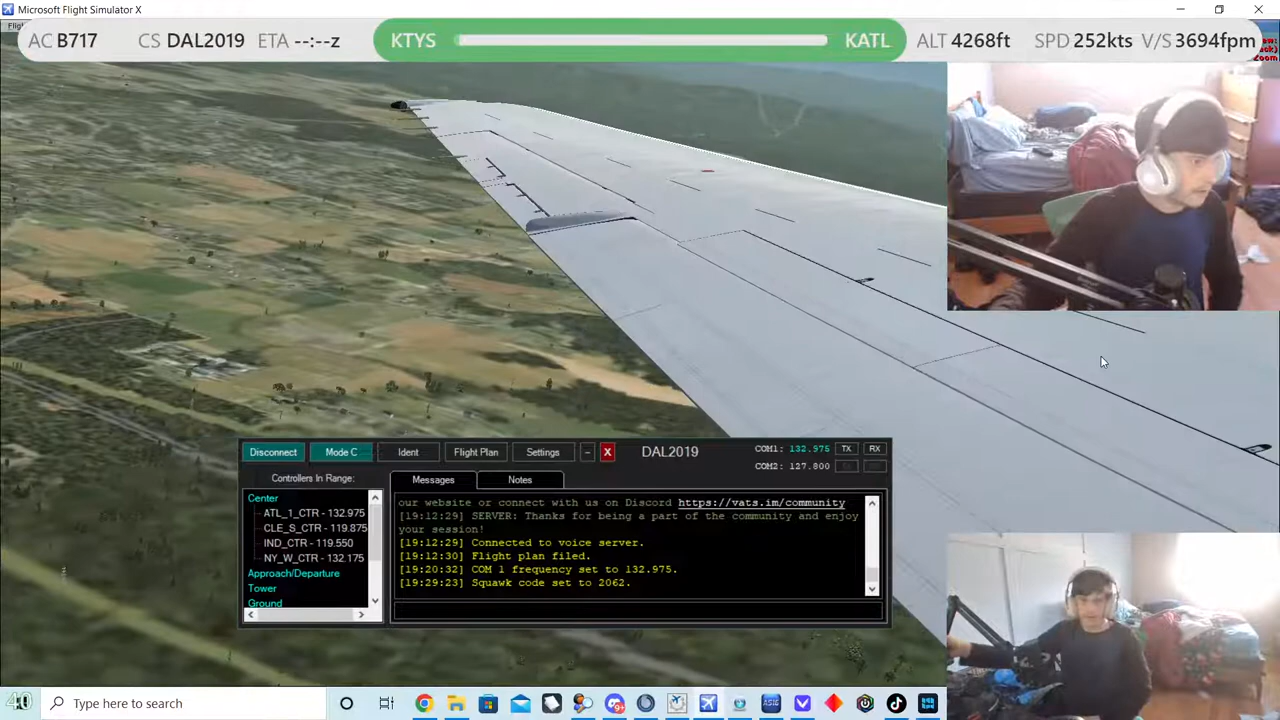 Microsoft Flight Simulator X
AC B717 CS DAL2019 ETA --:--z KTYS KATL ALT 4268ft SPD 252kts V/S 3694fpm
Disconnect Mode C Ident Flight Plan Settings – X DAL2019 COM1: 132.975 TX RX
COM2: 127.800
Controllers In Range:
Messages Notes
Center
ATL_1_CTR - 132.975
CLE_S_CTR - 119.875
IND_CTR - 119.550
NY_W_CTR - 132.175
Approach/Departure
Tower
Ground
our website or connect with us on Discord https://vats.im/community
[19:12:29] SERVER: Thanks for being a part of the community and enjoy
your session!
[19:12:29] Connected to voice server.
[19:12:30] Flight plan filed.
[19:20:32] COM 1 frequency set to 132.975.
[19:29:23] Squawk code set to 2062.
Type here to search